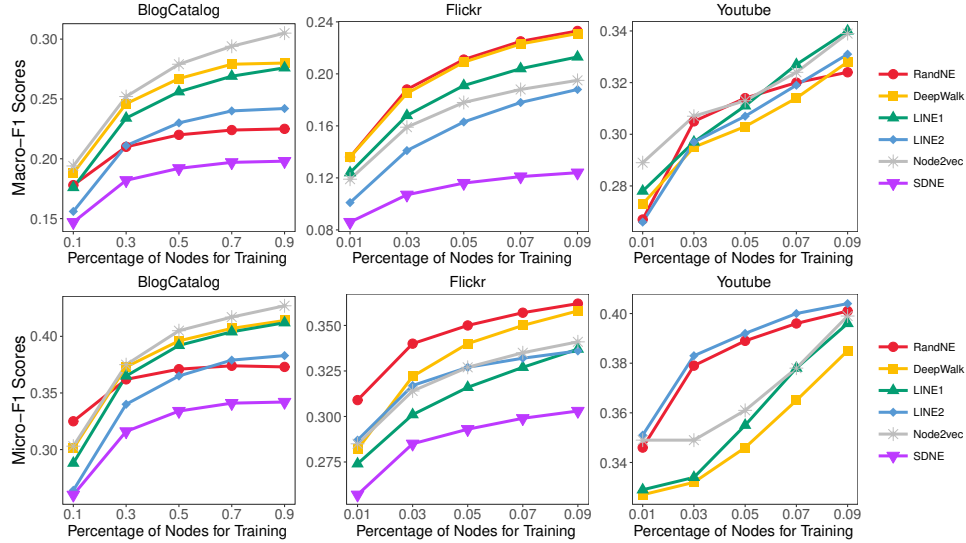 BlogCatalog Flickr Youtube
Macro−F1 Scores
0.30
0.25
0.20
0.15
0.1 0.3 0.5 0.7 0.9
Percentage of Nodes for Training
0.24
0.20
0.16
0.12
0.08
0.01 0.03 0.05 0.07 0.09
Percentage of Nodes for Training
0.34
0.32
0.30
0.28
0.01 0.03 0.05 0.07 0.09
Percentage of Nodes for Training
RandNE
DeepWalk
LINE1
LINE2
Node2vec
SDNE
BlogCatalog Flickr Youtube
Micro−F1 Scores
0.40
0.35
0.30
0.1 0.3 0.5 0.7 0.9
Percentage of Nodes for Training
0.350
0.325
0.300
0.275
0.01 0.03 0.05 0.07 0.09
Percentage of Nodes for Training
0.40
0.38
0.36
0.34
0.01 0.03 0.05 0.07 0.09
Percentage of Nodes for Training
RandNE
DeepWalk
LINE1
LINE2
Node2vec
SDNE